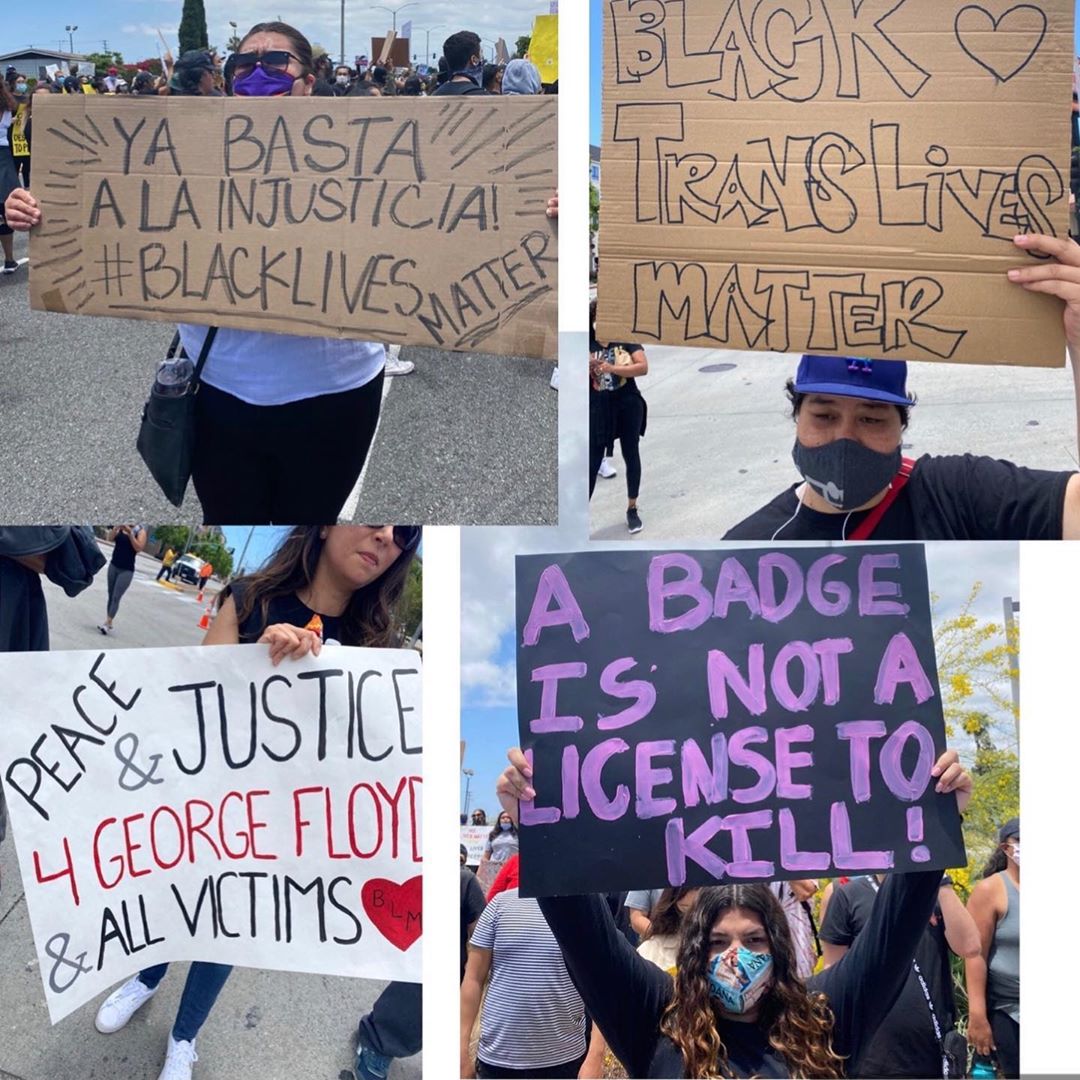 YA BASTA
A LA INJUSTICIA!
#BLACKLIVES
MATTER
BLACK
TRANS LiVES
MATTER
PEACE
& JUSTICE
4 GEORGE FLOYD
& ALL VICTIMS
BLM
A BADGE
IS NOT A
LICENSE TO
KILL!
adidas